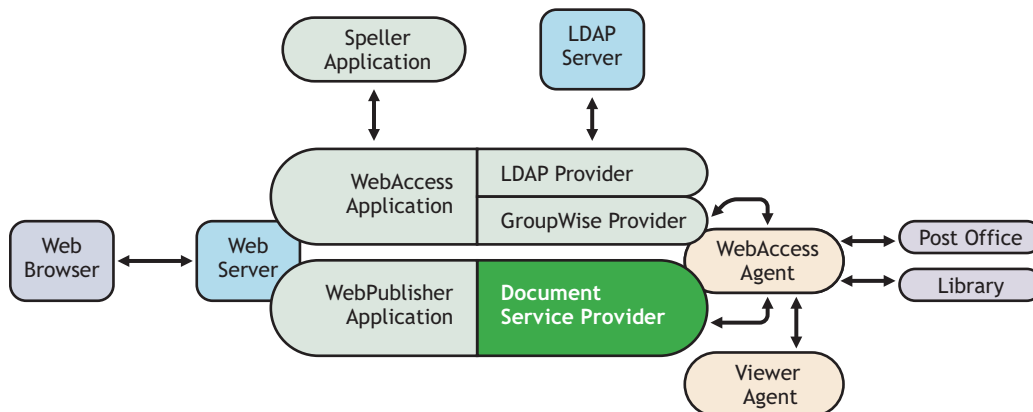 Speller
Application
LDAP
Server
WebAccess
Application
LDAP Provider
GroupWise Provider
Web
Browser
Web
Server
WebAccess
Agent
Post Office
Library
WebPublisher
Application
Document
Service Provider
Viewer
Agent